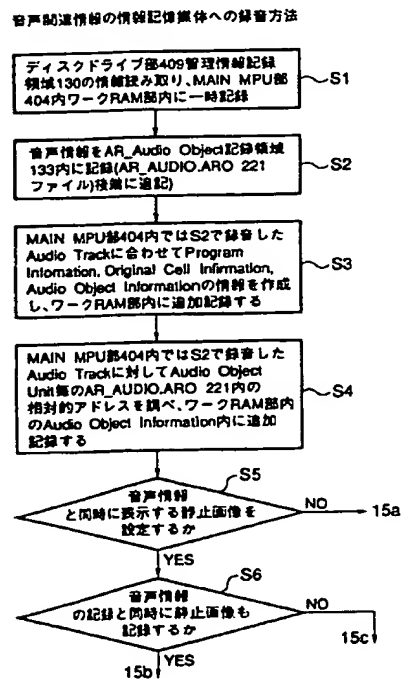 音声関連情報の情報記憶媒体への録音方法
ディスクドライブ部409管理情報記録
領域130の情報読み取り、MAIN MPU部
404内ワークRAM部内に一時記録
S1
音声情報をAR_Audio Object記録領域
133内に記録(AR_AUDIO.ARO 221
ファイル)後端に追記)
S2
MAIN MPU部404内ではS2で録音した
Audio Trackに合わせてProgram
Infomation, Original Cell Infirmation,
Audio Object Informationの情報を作成
し、ワークRAM部内に追加記録する
S3
MAIN MPU部404内ではS2で録音した
Audio Trackに対してAudio Object
Unit毎のAR_AUDIO.ARO 221内の
相対的アドレスを調べ、ワークRAM部内
のAudio Object Information内に追加
記録する
S4
S5
音声情報
と同時に表示する静止画像を
設定するか
NO
15a
YES
S6
音声情報
の記録と同時に静止画像も
記録するか
NO
15c
15b
YES